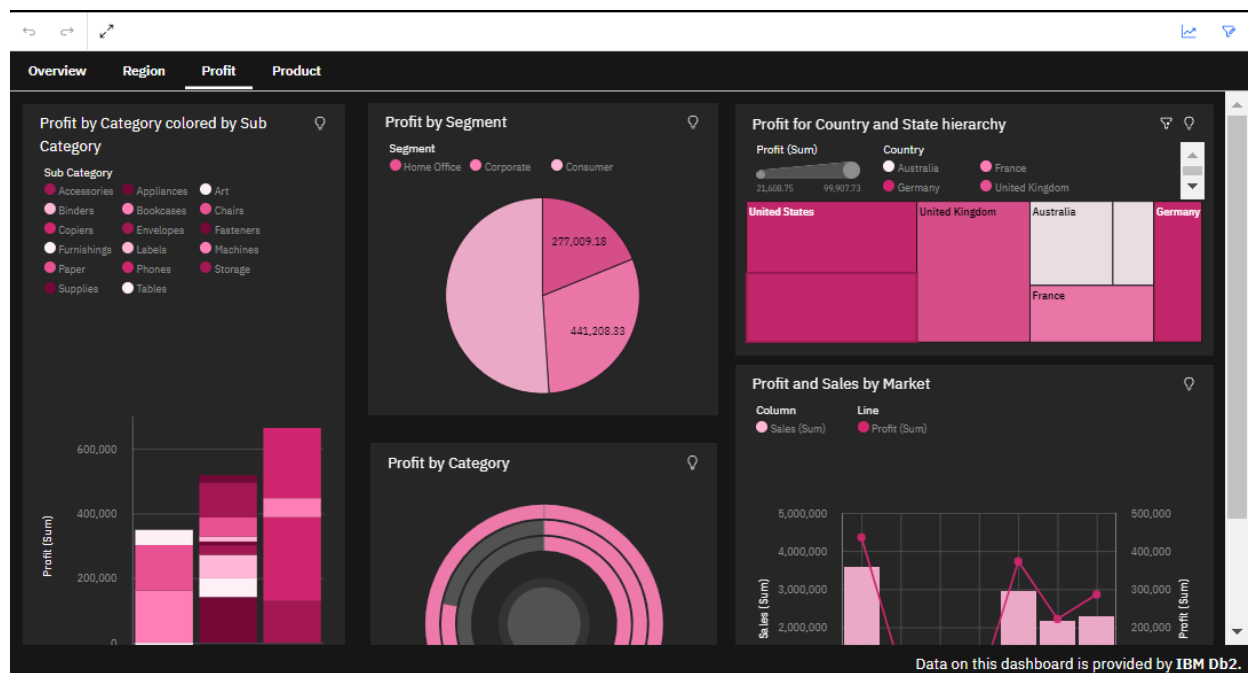 Overview Region Profit Product
Profit by Category colored by Sub
Category
Sub Category
Accessories Appliances Art
Binders Bookcases Chairs
Copiers Envelopes Fasteners
Furnishings Labels Machines
Paper Phones Storage
Supplies Tables
600,000
400,000
200,000
0
Profit (Sum)
Profit by Segment
Segment
Home Office Corporate Consumer
277,009.18
441,208.33
Profit by Category
Profit for Country and State hierarchy
Profit (Sum) Country
Australia France
21,608.75 99,907.73 Germany United Kingdom
United States United Kingdom Australia Germany
France
Profit and Sales by Market
Column Line
Sales (Sum) Profit (Sum)
5,000,000 500,000
4,000,000 400,000
3,000,000 300,000
2,000,000 200,000
Sales (Sum)
Profit (Sum)
Data on this dashboard is provided by IBM Db2.